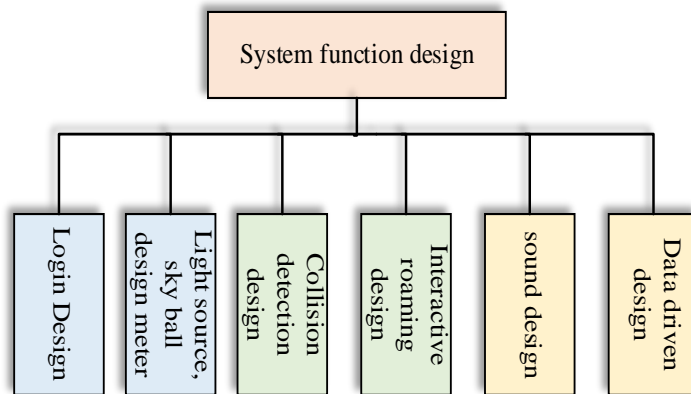 System function design
Login Design
Light source,
sky ball
design meter
Collision
detection
design
Interactive
roaming
design
sound design
Data driven
design